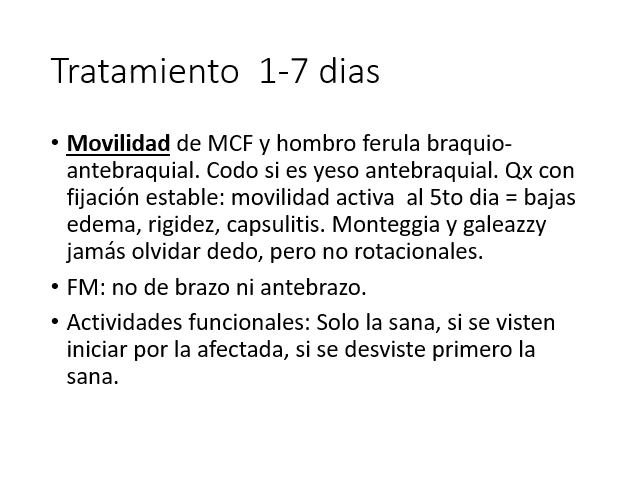 Tratamiento  1-7 dias
• Movilidad de MCF y hombro ferula braquio-
antebraquial. Codo si es yeso antebraquial. Qx con
fijación estable: movilidad activa  al 5to dia = bajas
edema, rigidez, capsulitis. Monteggia y galeazzy
jamás olvidar dedo, pero no rotacionales.
• FM: no de brazo ni antebrazo.
• Actividades funcionales: Solo la sana, si se visten
iniciar por la afectada, si se desviste primero la
sana.